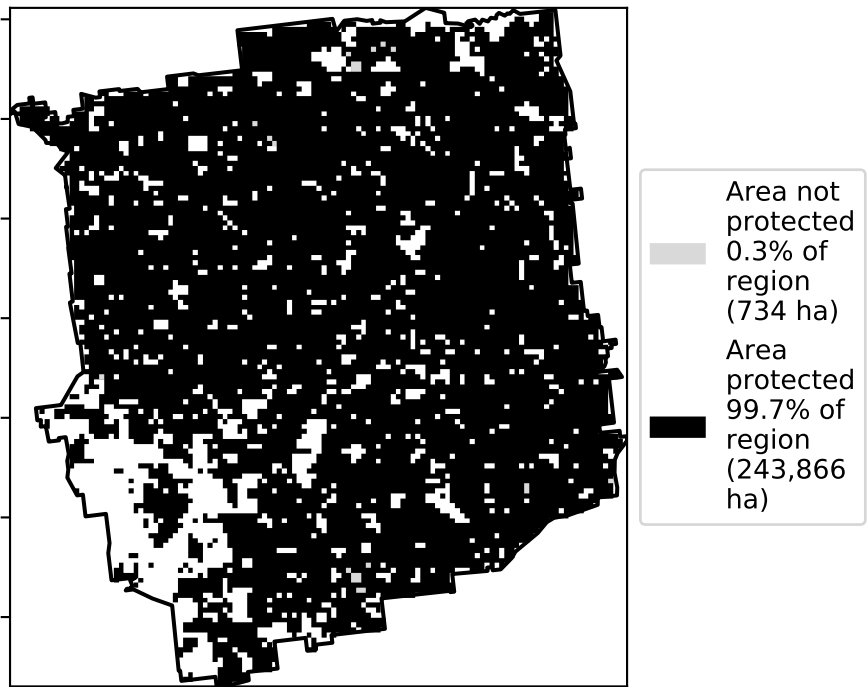 Area not
protected
0.3% of
region
(734 ha)
Area
protected
99.7% of
region
(243,866
ha)